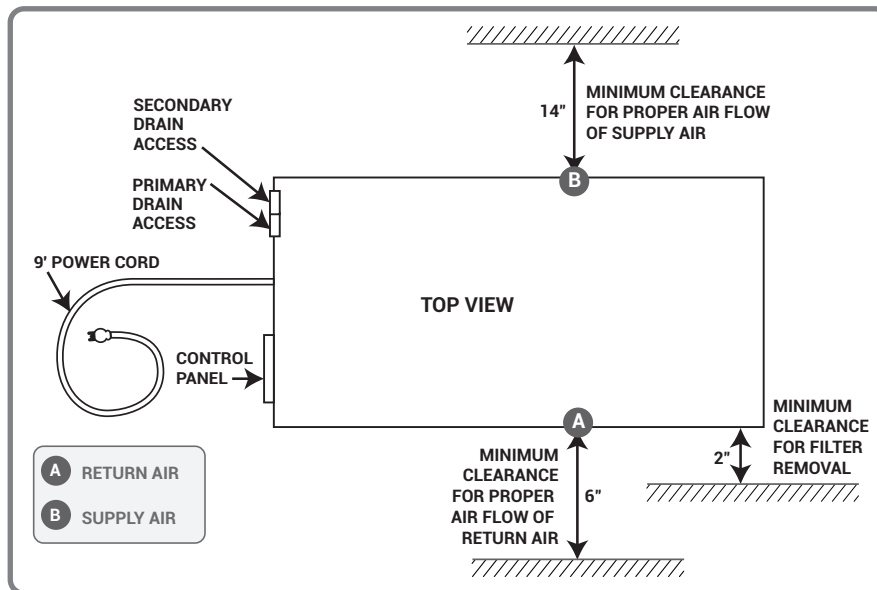 SECONDARY
DRAIN
ACCESS
PRIMARY
DRAIN
ACCESS
9' POWER CORD
CONTROL
PANEL
14"
MINIMUM CLEARANCE
FOR PROPER AIR FLOW
OF SUPPLY AIR
B
TOP VIEW
A
MINIMUM
CLEARANCE
FOR PROPER
AIR FLOW OF
RETURN AIR
6"
2"
MINIMUM
CLEARANCE
FOR FILTER
REMOVAL
A RETURN AIR
B SUPPLY AIR